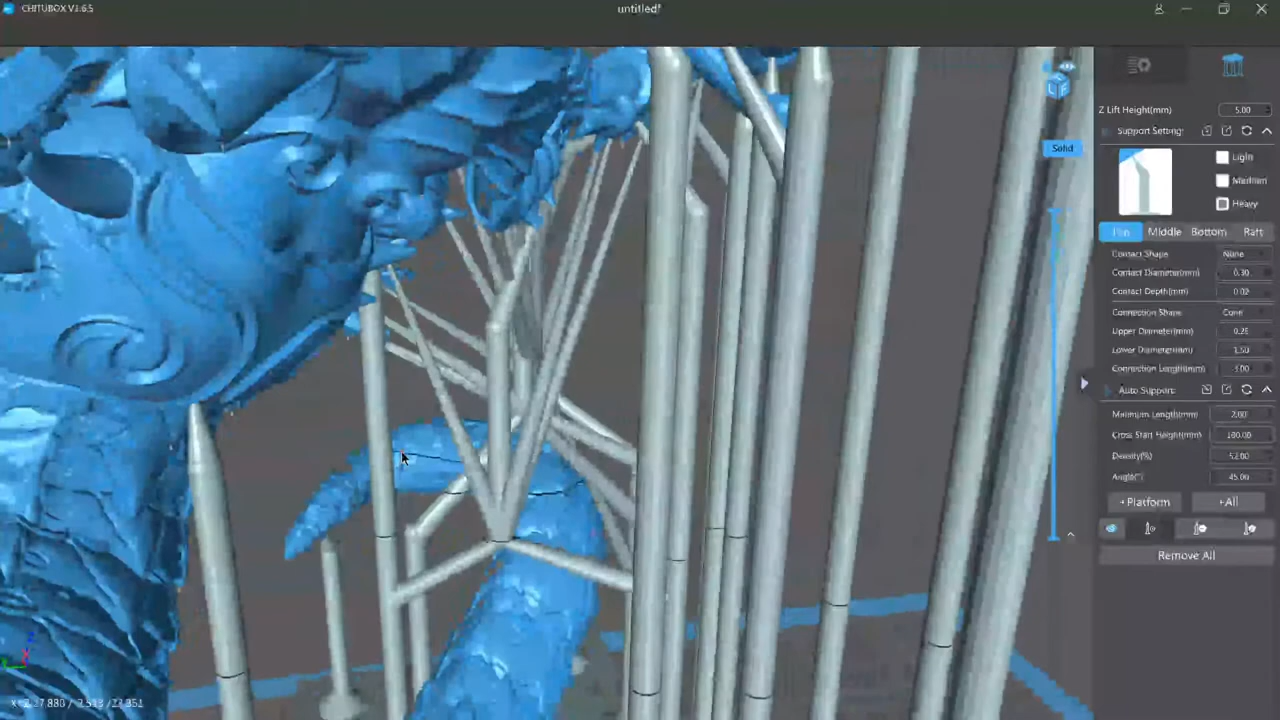 CHITUBOX V1.6.5
untitled*
Z Lift Height(mm) 5.00
Support Setting:
Light
Medium
Heavy
Middle Bottom Raft
Contact Shape None
Contact Diameter(mm) 0.30
Contact Depth(mm) 0.02
Connection Shape: Cone
Upper Diameter(mm) 0.25
Lower Diameter(mm) 1.50
Connection Length(mm) 3.00
Auto Support:
Minimum Length(mm) 2.00
Cross Start Height(mm) 180.00
Density(%) 52.00
Angle(°) 45.00
+Platform +All
Remove All
Solid